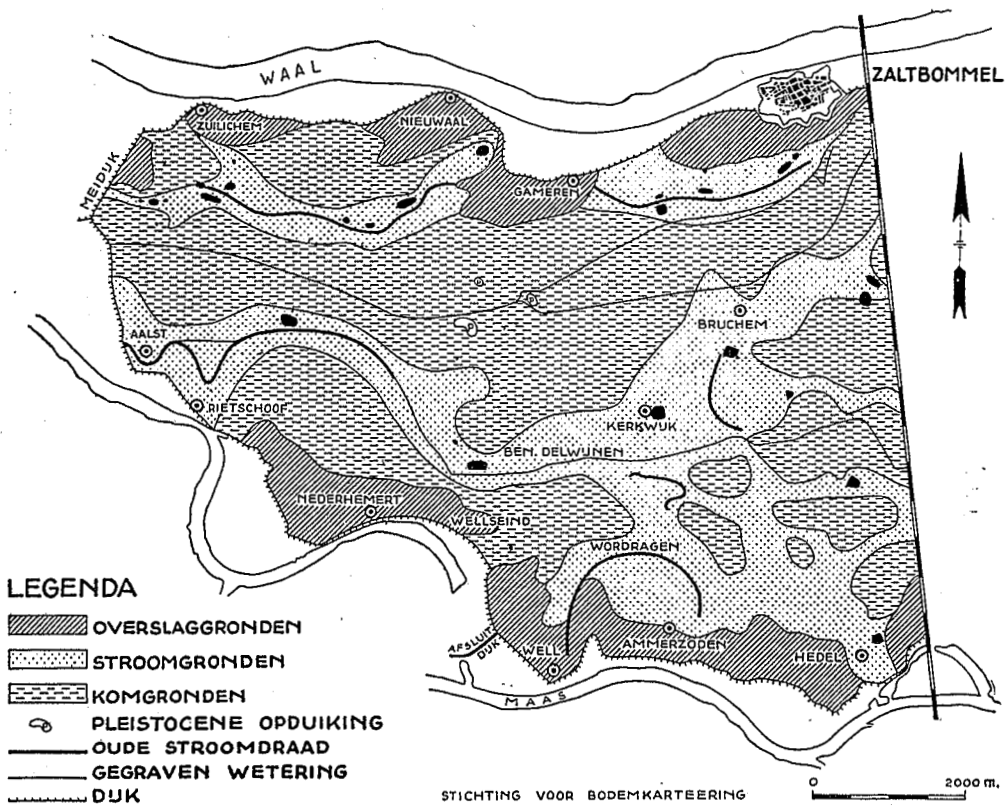 WAAL
ZALTBOMMEL
ZUILICHEM
NIEUWAAL
MEIDIJK
GAMEREN
BRUCHEM
AALST
RIETSCHOOF
KERKWIJK
BEN. DELWIJNEN
NEDERHEMERT
WELLSEIND
WORDRAGEN
AFSLUIT
DIJK
WELL
AMMERZODEN
HEDEL
MAAS
LEGENDA
OVERSLAGGRONDEN
STROOMGRONDEN
KOMGRONDEN
PLEISTOCENE OPDUIKING
OUDE STROOMDRAAD
GEGRAVEN WETERING
DIJK
STICHTING VOOR BODEMKARTEERING
0 2000 m,